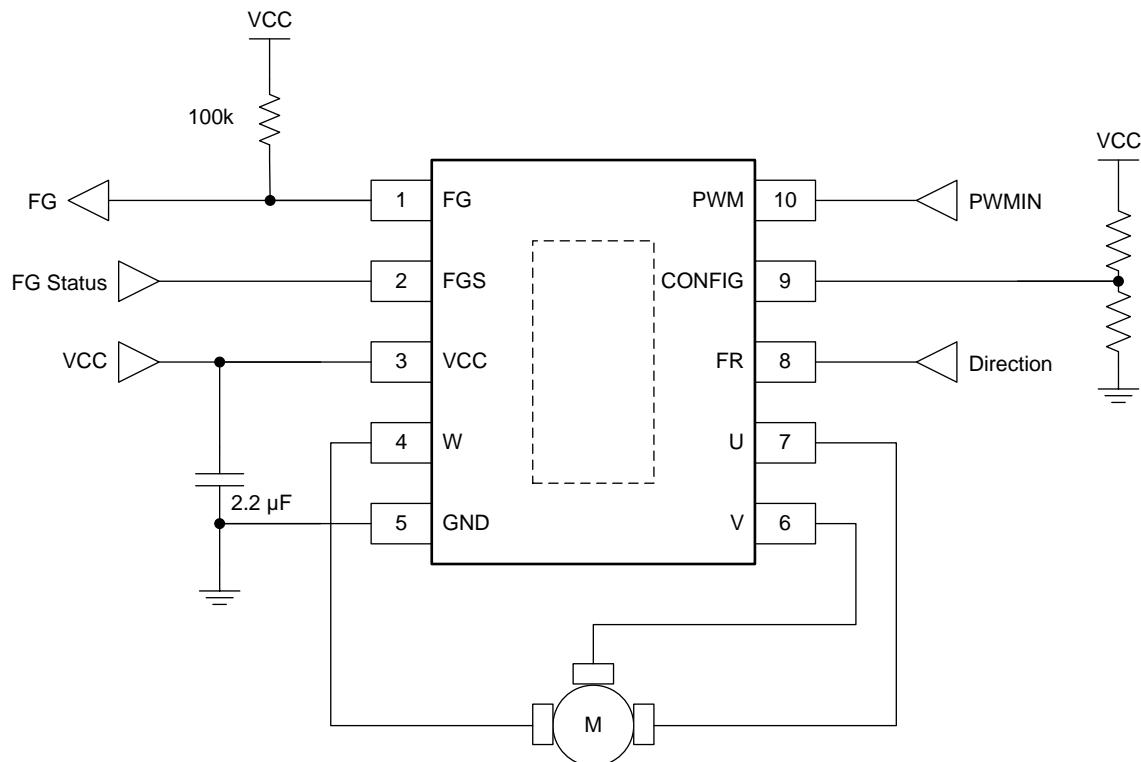 VCC
100k
VCC
FG
1
FG
PWM
10
PWMIN
FG Status
2
FGS
CONFIG
9
VCC
3
VCC
FR
8
Direction
4
W
U
7
2.2 µF
5
GND
V
6
M